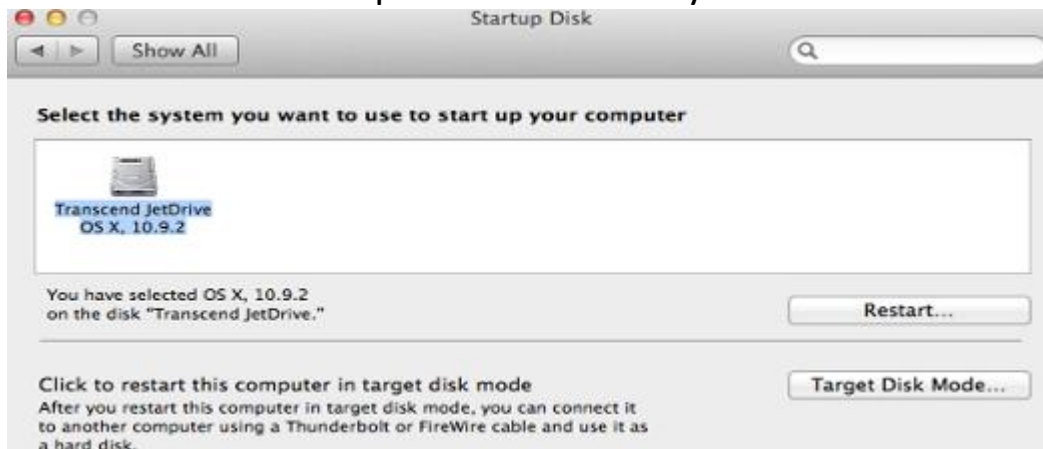 Startup Disk
Show All
Select the system you want to use to start up your computer
Transcend JetDrive
OS X, 10.9.2
You have selected OS X, 10.9.2
on the disk “Transcend JetDrive.”
Restart...
Click to restart this computer in target disk mode
Target Disk Mode...
After you restart this computer in target disk mode, you can connect it
to another computer using a Thunderbolt or FireWire cable and use it as
a hard disk.